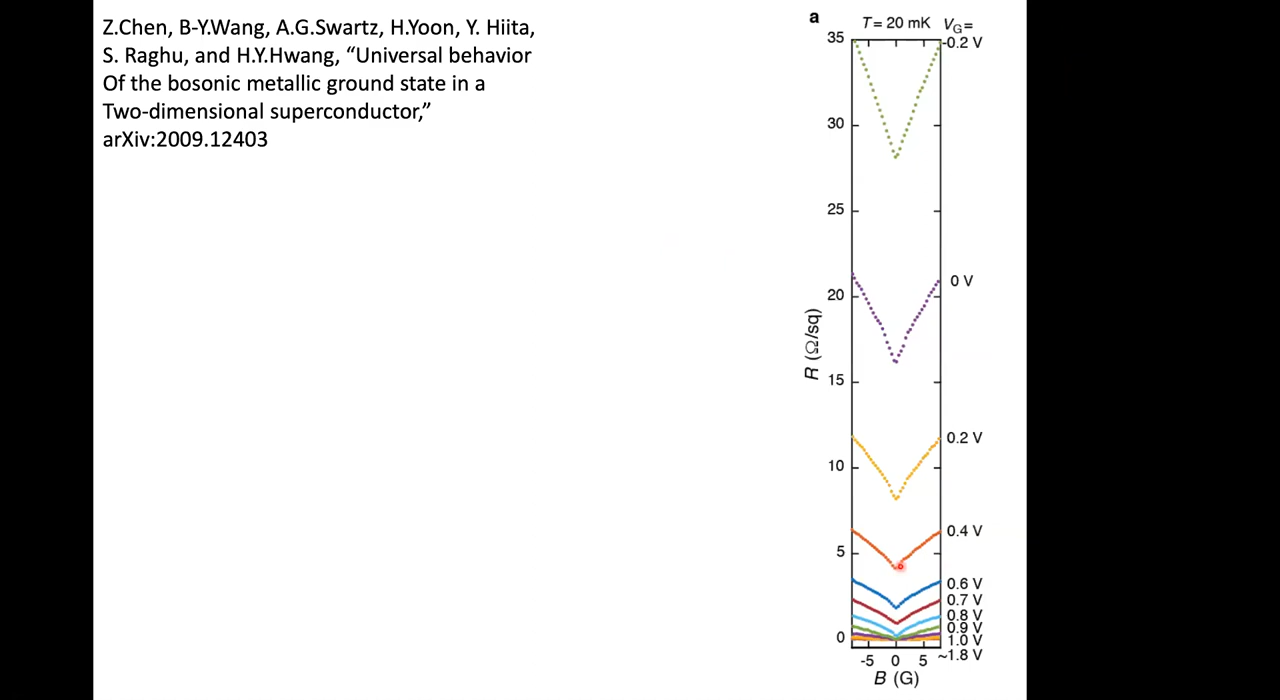 Z.Chen, B-Y.Wang, A.G.Swartz, H.Yoon, Y. Hiita,
S. Raghu, and H.Y.Hwang, “Universal behavior
Of the bosonic metallic ground state in a
Two-dimensional superconductor,”
arXiv:2009.12403
a
T = 20 mK V_G=
35
-0.2 V
30
25
20
0 V
15
10
0.2 V
5
0.4 V
0.6 V
0.7 V
0.8 V
0.9 V
0
1.0 V
~1.8 V
R (Ω/sq)
-5 0 5
B (G)